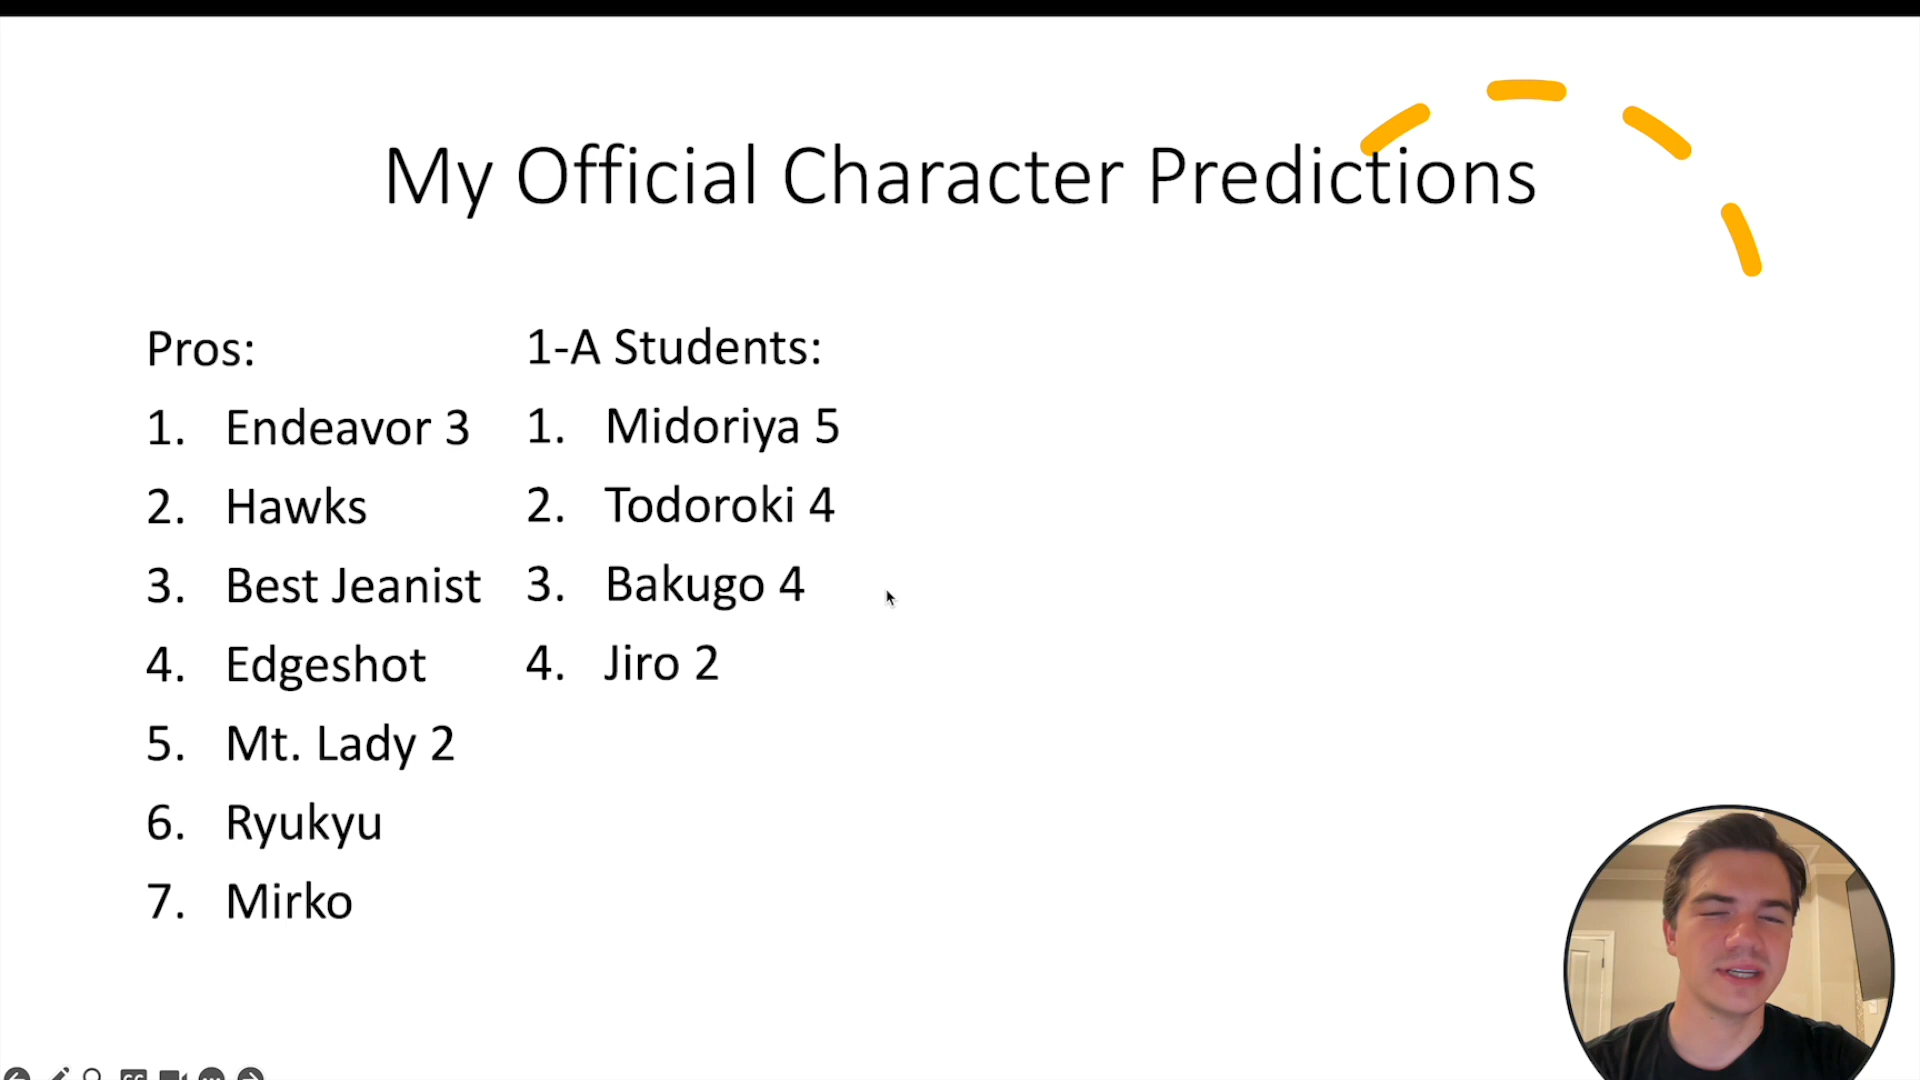 My Official Character Predictions
Pros:
1. Endeavor 3
2. Hawks
3. Best Jeanist
4. Edgeshot
5. Mt. Lady 2
6. Ryukyu
7. Mirko
1-A Students:
1. Midoriya 5
2. Todoroki 4
3. Bakugo 4
4. Jiro 2